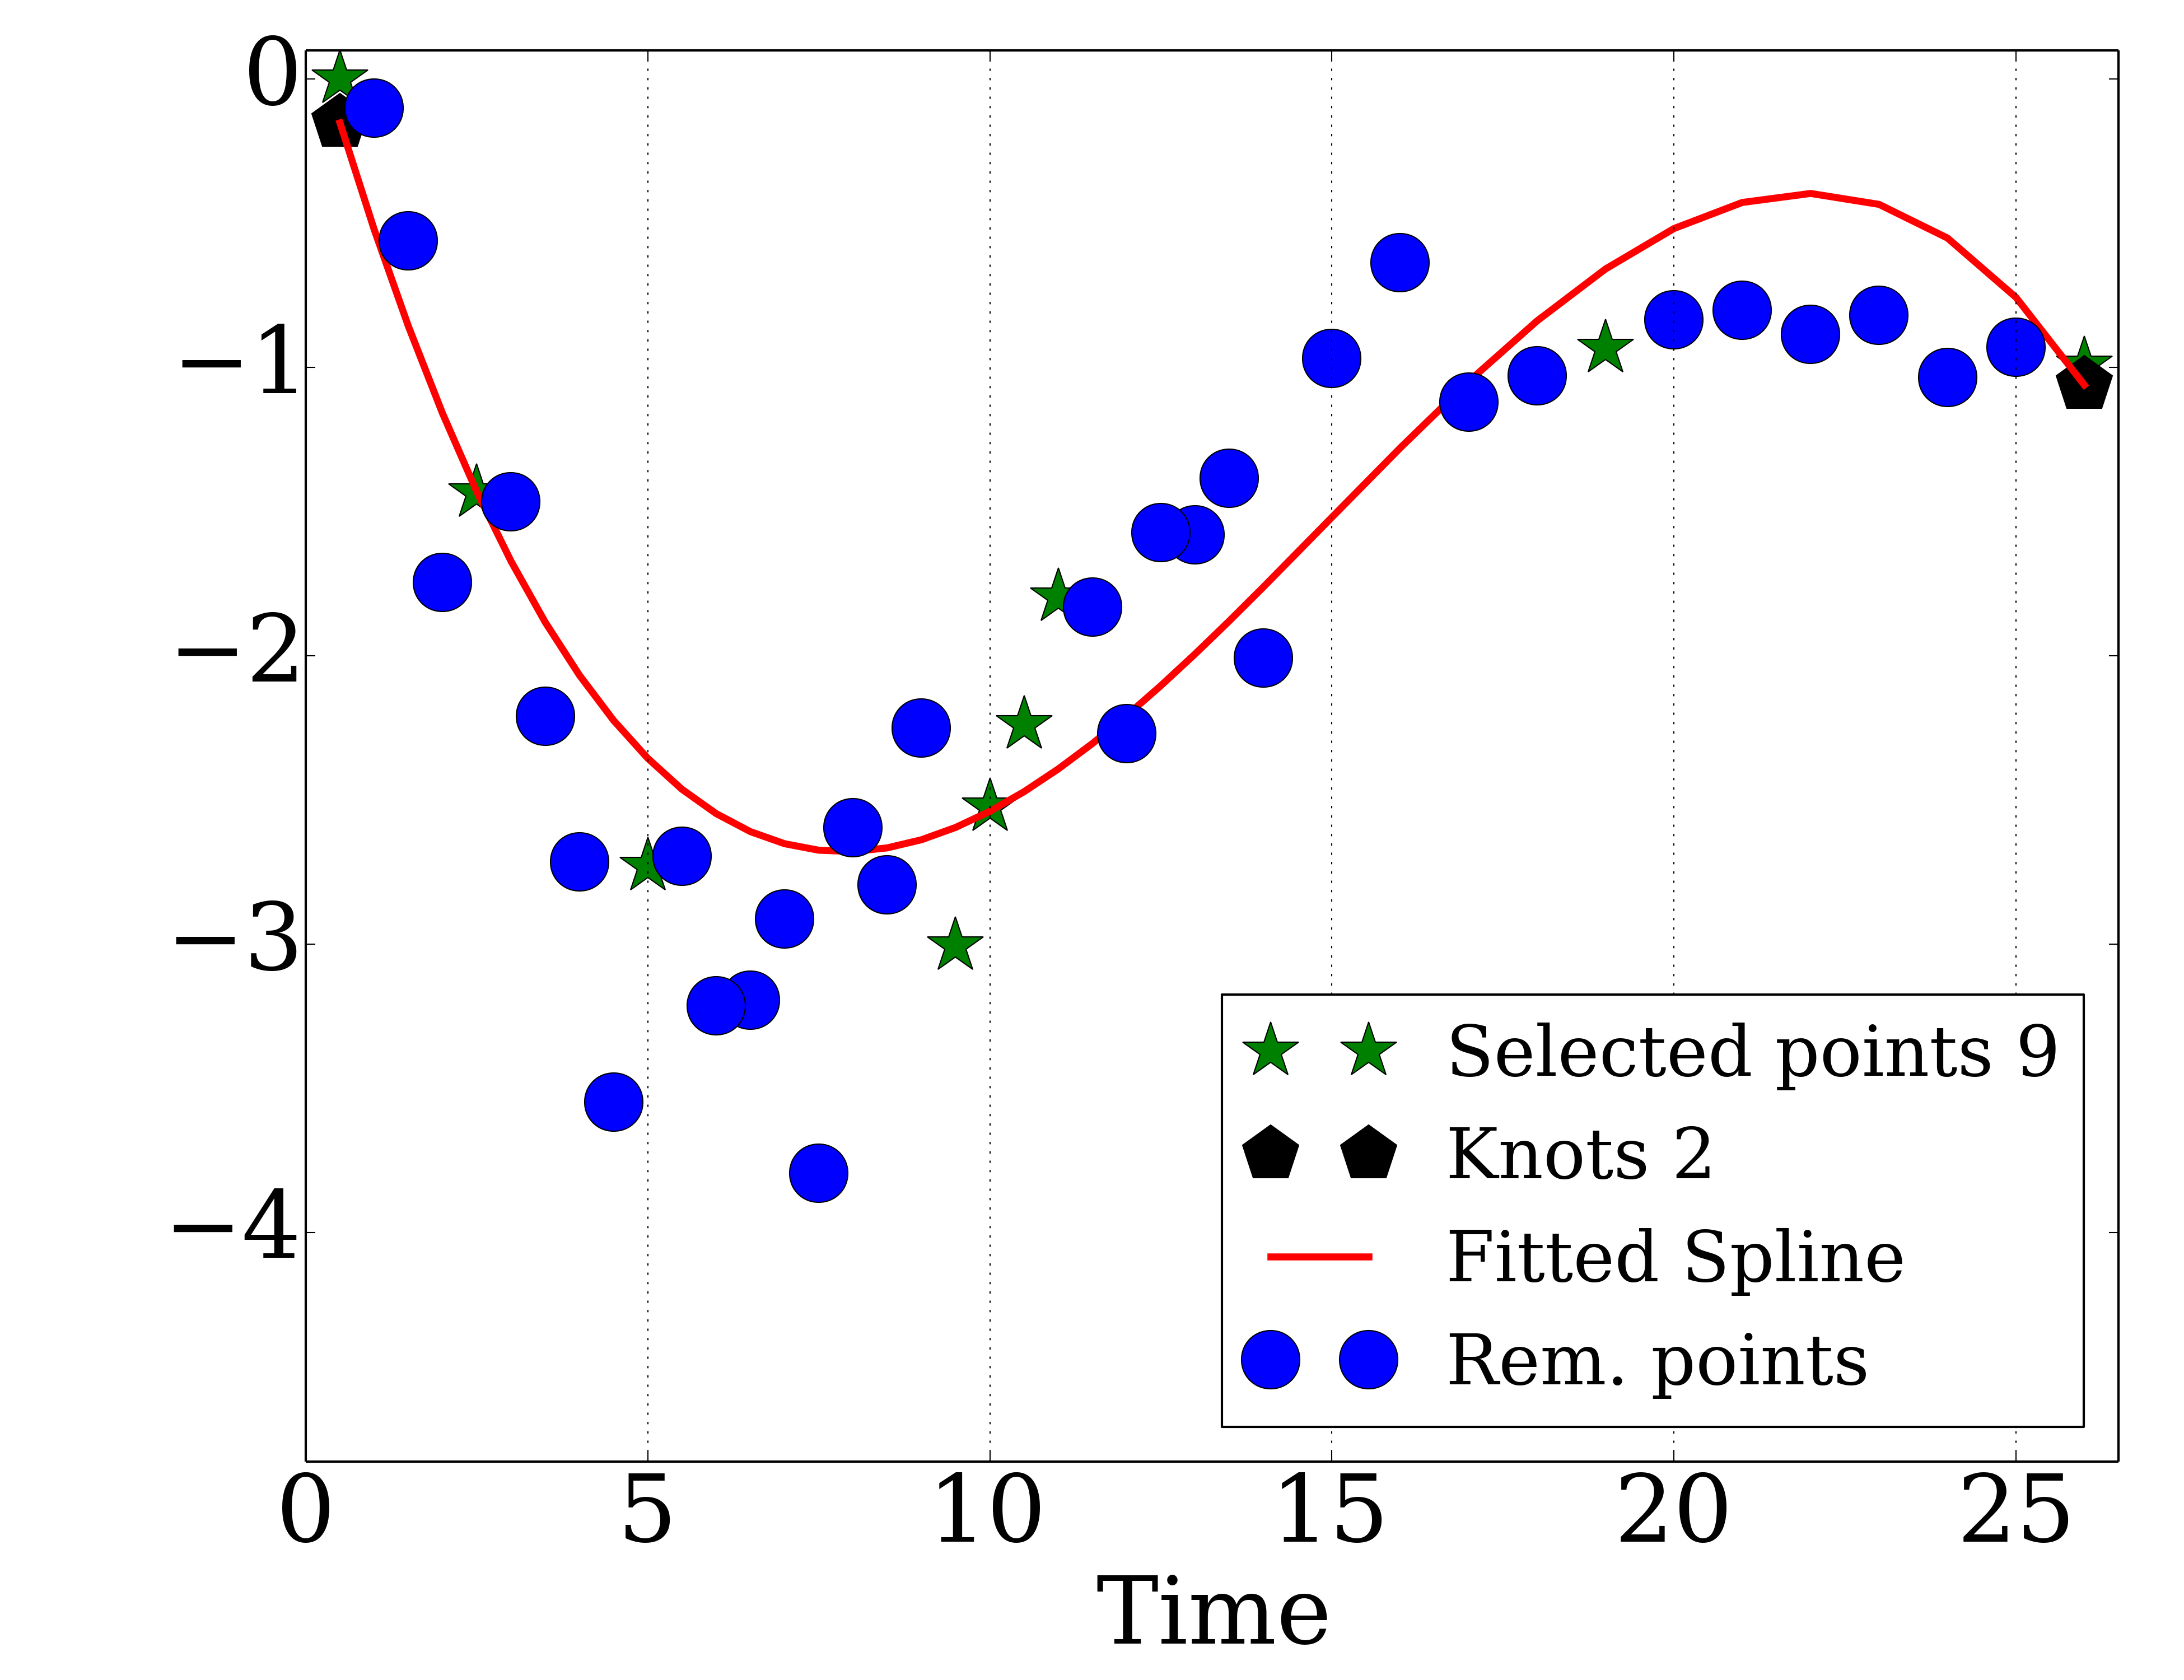 0
−1
−2
−3
−4
Selected points 9
Knots 2
Fitted Spline
Rem. points
0 5 10 15 20 25
Time